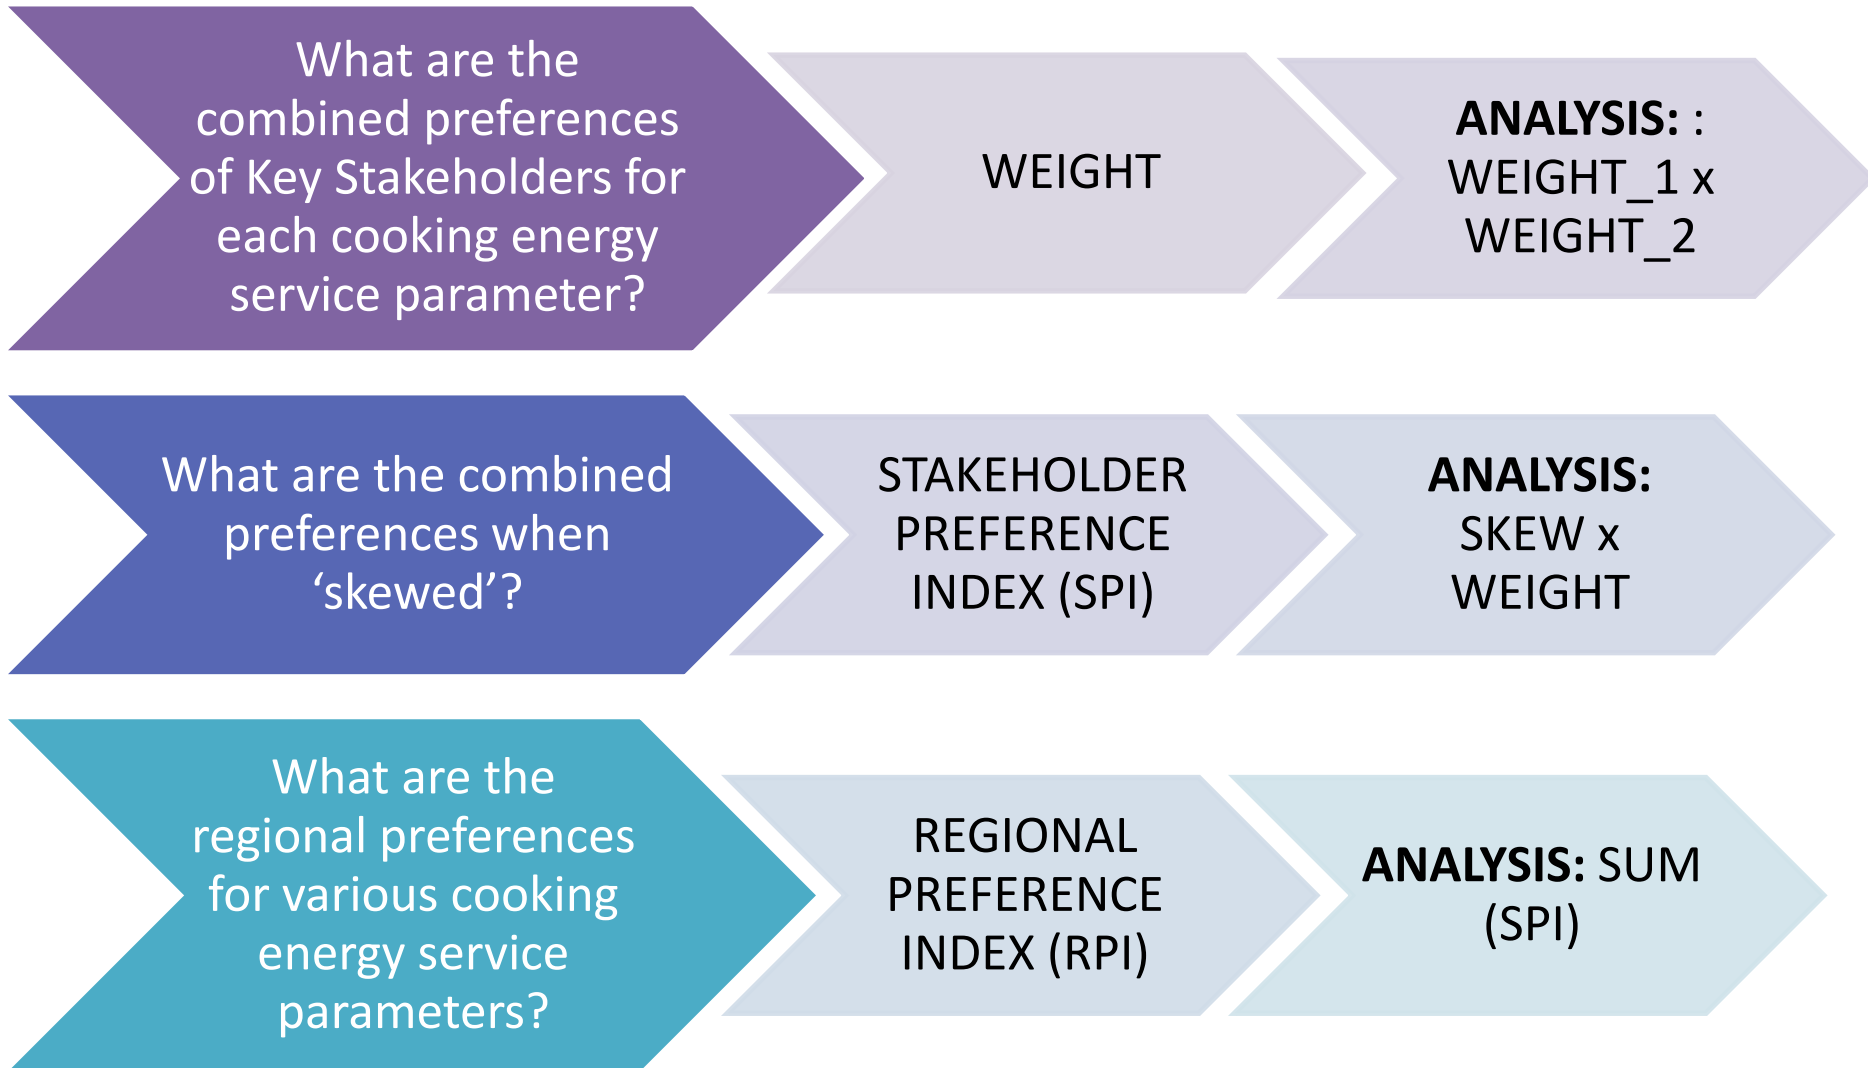 What are the
combined preferences
of Key Stakeholders for
each cooking energy
service parameter?
WEIGHT
ANALYSIS: :
WEIGHT_1 x
WEIGHT_2
What are the combined
preferences when
‘skewed’?
STAKEHOLDER
PREFERENCE
INDEX (SPI)
ANALYSIS:
SKEW x
WEIGHT
What are the
regional preferences
for various cooking
energy service
parameters?
REGIONAL
PREFERENCE
INDEX (RPI)
ANALYSIS: SUM
(SPI)